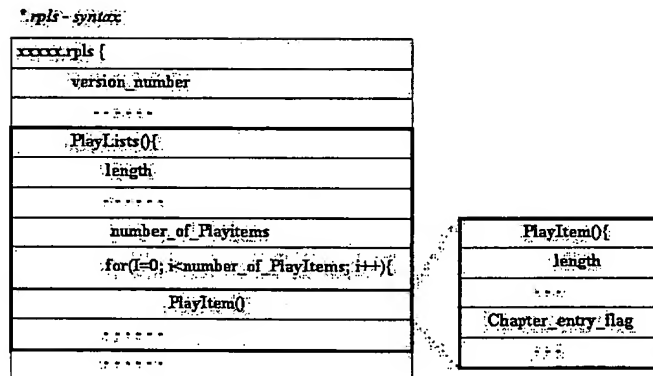 *.rpls - syntax
xxxxx.rpls {
version_number
- - - - - -
PlayLists(){
length
- - - - - -
number_of_Playitems
for(I=0; i<number_of_PlayItems; i++){
PlayItem()
- - - - - -
- - - - - -
PlayItem(){
length
- - -
Chapter_entry_flag
- - -